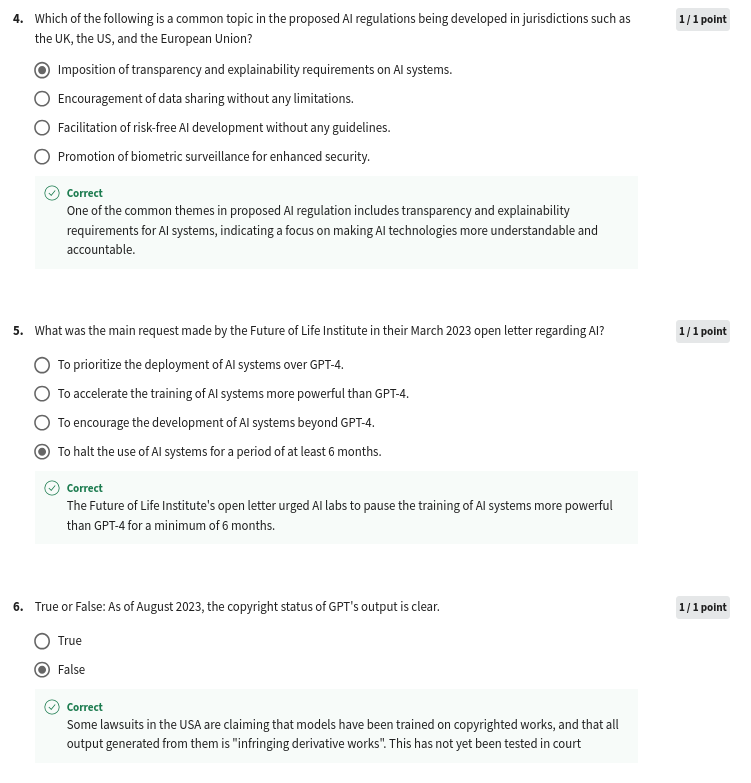 4. Which of the following is a common topic in the proposed AI regulations being developed in jurisdictions such as 1 / 1 point
the UK, the US, and the European Union?
Imposition of transparency and explainability requirements on AI systems.
Encouragement of data sharing without any limitations.
Facilitation of risk-free AI development without any guidelines.
Promotion of biometric surveillance for enhanced security.
Correct
One of the common themes in proposed AI regulation includes transparency and explainability
requirements for AI systems, indicating a focus on making AI technologies more understandable and
accountable.
5. What was the main request made by the Future of Life Institute in their March 2023 open letter regarding AI? 1 / 1 point
To prioritize the deployment of AI systems over GPT-4.
To accelerate the training of AI systems more powerful than GPT-4.
To encourage the development of AI systems beyond GPT-4.
To halt the use of AI systems for a period of at least 6 months.
Correct
The Future of Life Institute's open letter urged AI labs to pause the training of AI systems more powerful
than GPT-4 for a minimum of 6 months.
6. True or False: As of August 2023, the copyright status of GPT's output is clear. 1 / 1 point
True
False
Correct
Some lawsuits in the USA are claiming that models have been trained on copyrighted works, and that all
output generated from them is "infringing derivative works". This has not yet been tested in court